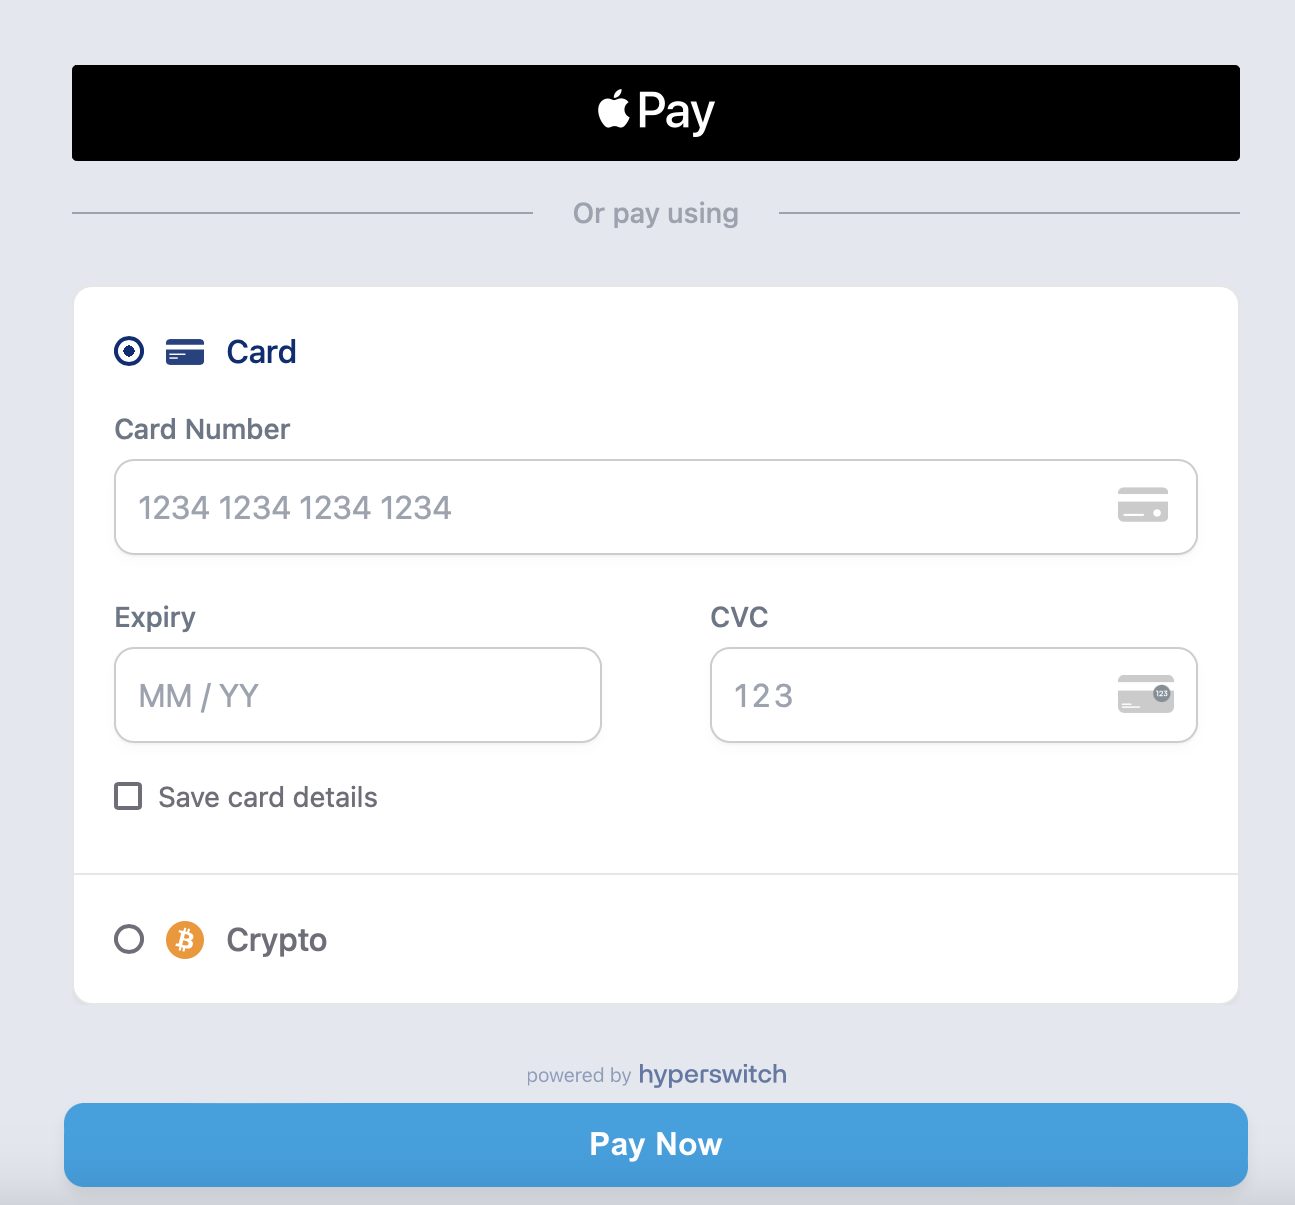 Pay
Or pay using
Card
Card Number
1234 1234 1234 1234
Expiry
CVC
MM / YY
123
123
Save card details
Crypto
powered by hyperswitch
Pay Now